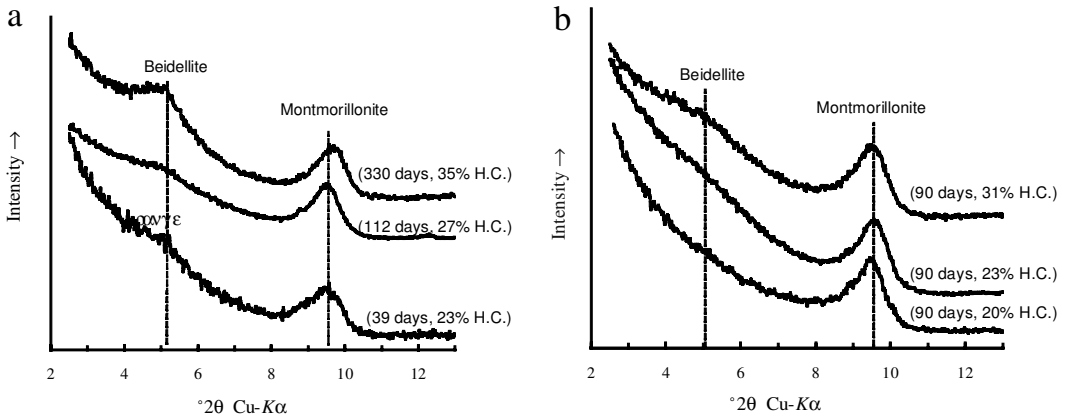 a
Intensity →
Beidellite
Montmorillonite
(330 days, 35% H.C.)
(112 days, 27% H.C.)
(39 days, 23% H.C.)
2 4 6 8 10 12
°2θ Cu-Kα
b
Intensity →
Beidellite
Montmorillonite
(90 days, 31% H.C.)
(90 days, 23% H.C.)
(90 days, 20% H.C.)
2 4 6 8 10 12
°2θ Cu-Kα